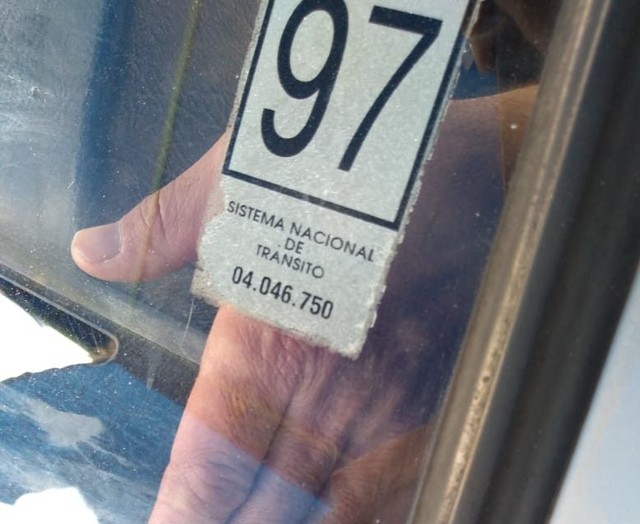 97
SISTEMA NACIONAL
DE
TRANSITO
04.046.750